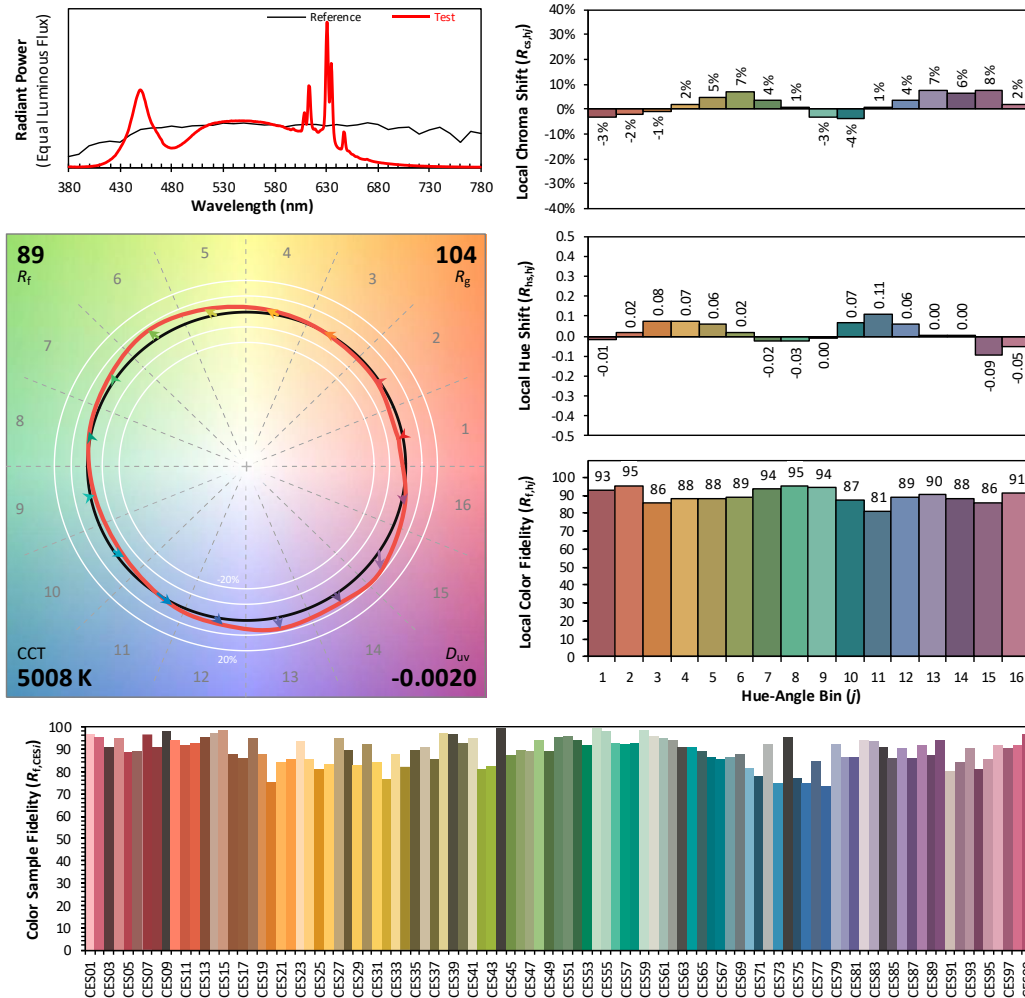 Radiant Power
(Equal Luminous Flux)
Reference
Test
380 430 480 530 580 630 680 730 780
Wavelength (nm)
Local Chroma Shift (Rcs,hj)
40%
30%
20%
10%
0%
-10%
-20%
-30%
-40%
-3% -2% -1% 2% 5% 7% 4% 1% -3% -4% 1% 4% 7% 6% 8% 2%
Local Hue Shift (Rhs,hj)
0.5
0.4
0.3
0.2
0.1
0.0
-0.1
-0.2
-0.3
-0.4
-0.5
-0.01 0.02 0.08 0.07 0.06 0.02 -0.02 -0.03 0.00 0.07 0.11 0.06 0.00 0.00 -0.09 -0.05
89
Rf
104
Rg
5 4
6 3
7 2
8 1
9 16
10 15
11 14
12 13
-20%
20%
CCT
5008 K
Duv
-0.0020
Local Color Fidelity (Rf,hj)
100
90
80
70
60
50
40
30
20
10
0
93 95 86 88 88 89 94 95 94 87 81 89 90 88 86 91
1 2 3 4 5 6 7 8 9 10 11 12 13 14 15 16
Hue-Angle Bin (j)
Color Sample Fidelity (Rf,CESi)
100
90
80
70
60
50
40
30
20
10
0
CES01 CES03 CES05 CES07 CES09 CES11 CES13 CES15 CES17 CES19 CES21 CES23 CES25 CES27 CES29 CES31 CES33 CES35 CES37 CES39 CES41 CES43 CES45 CES47 CES49 CES51 CES53 CES55 CES57 CES59 CES61 CES63 CES65 CES67 CES69 CES71 CES73 CES75 CES77 CES79 CES81 CES83 CES85 CES87 CES89 CES91 CES93 CES95 CES97